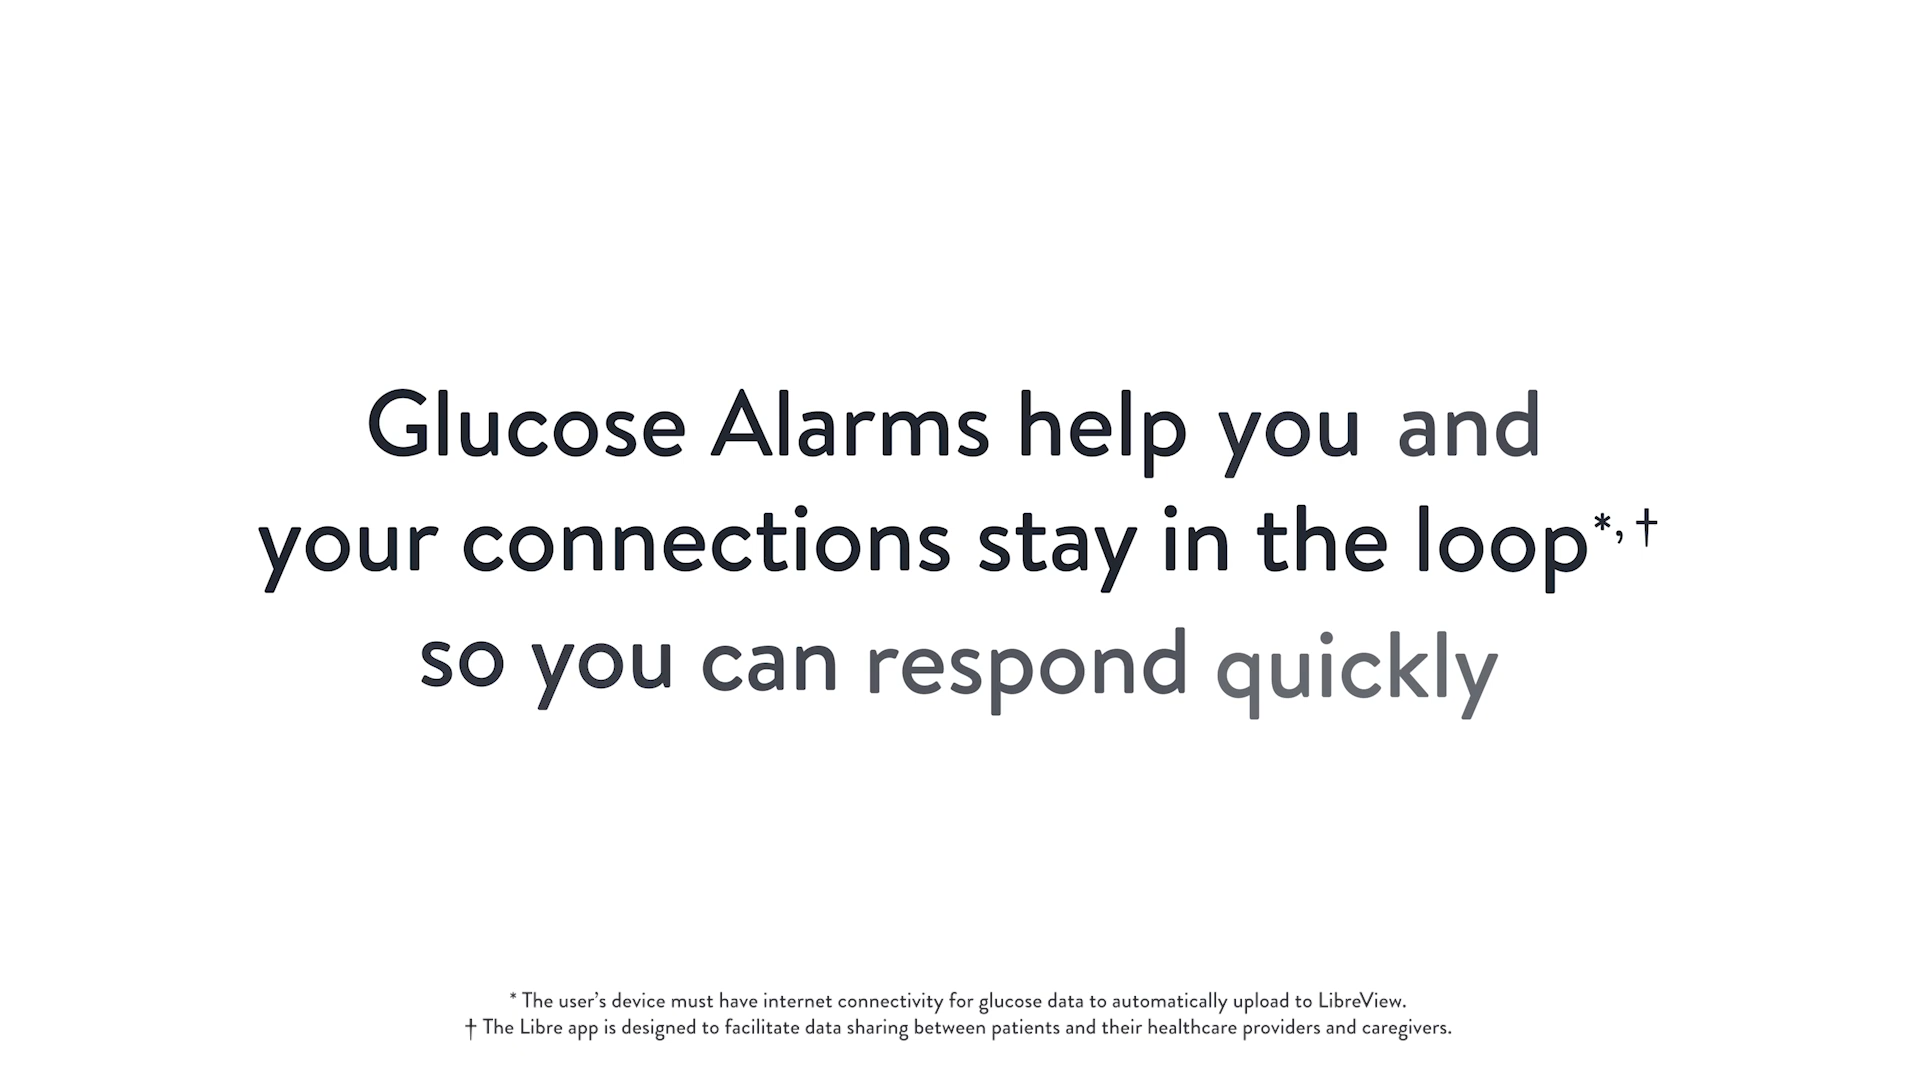 Glucose Alarms help you and
your connections stay in the loop*,†
so you can respond quickly
* The user’s device must have internet connectivity for glucose data to automatically upload to LibreView.
† The Libre app is designed to facilitate data sharing between patients and their healthcare providers and caregivers.